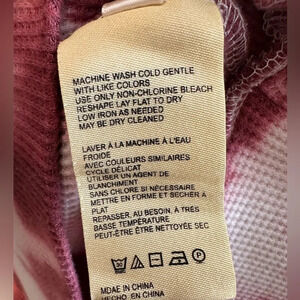 MACHINE WASH COLD GENTLE
WITH LIKE COLORS
USE ONLY NON-CHLORINE BLEACH
RESHAPE LAY FLAT TO DRY
LOW IRON AS NEEDED
MAY BE DRY CLEANED
LAVER À LA MACHINE À L'EAU
FROIDE
AVEC COULEURS SIMILAIRES
CYCLE DÉLICAT
UTILISER UN AGENT DE
BLANCHIMENT
SANS CHLORE SI NÉCESSAIRE
METTRE EN FORME ET SÉCHER À
PLAT
REPASSER, AU BESOIN, À TRÈS
BASSE TEMPÉRATURE
PEUT-ÊTRE ÊTRE NETTOYÉE SEC
MADE IN CHINA
HECHO EN CHINA